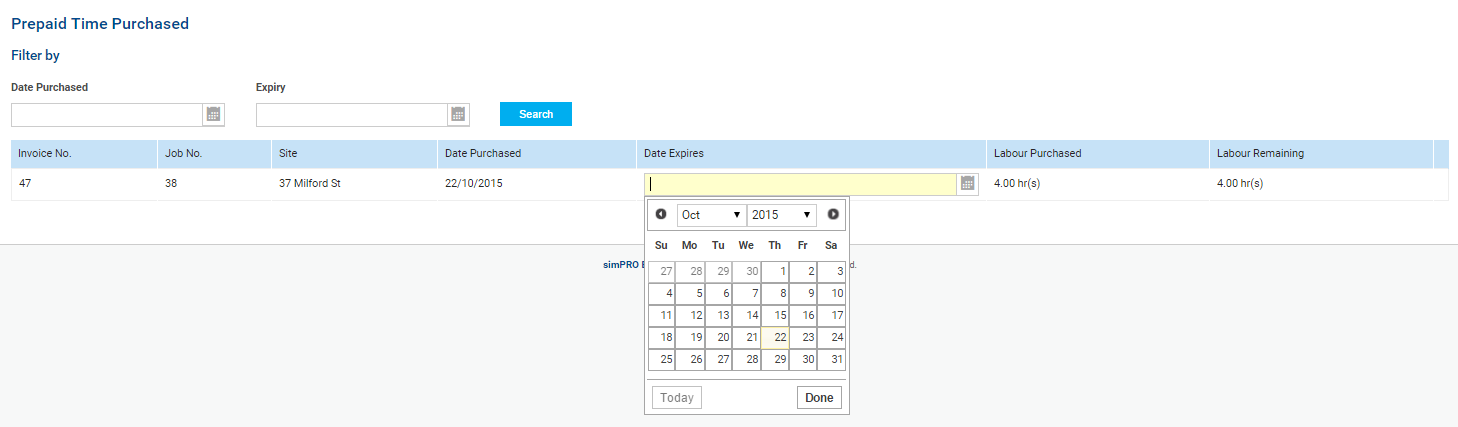 Prepaid Time Purchased
Filter by
Date Purchased Expiry
Search
Invoice No. Job No. Site Date Purchased Date Expires Labour Purchased Labour Remaining
47 38 37 Milford St 22/10/2015 4.00 hr(s) 4.00 hr(s)
Oct 2015
Su Mo Tu We Th Fr Sa
simPRO
27 28 29 30 1 2 3
4 5 6 7 8 9 10
11 12 13 14 15 16 17
18 19 20 21 22 23 24
25 26 27 28 29 30 31
Today Done